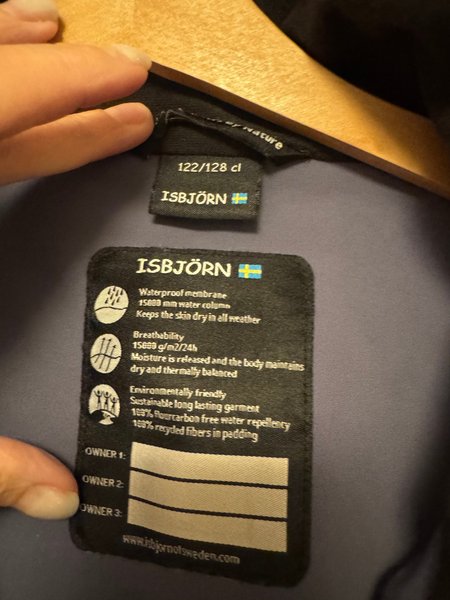 Nature
122/128 cl
ISBJÖRN
ISBJÖRN
Waterproof membrane
15000 mm water column
Keeps the skin dry in all weather
Breathability
15000 g/m2/24h
Moisture is released and the body maintains
dry and thermally balanced
Environmentally friendly
Sustainable long lasting garment
100% flourcarbon free water repellency
100% recycled fibers in padding
OWNER 1:
OWNER 2:
OWNER 3:
www.isbjornofsweden.com